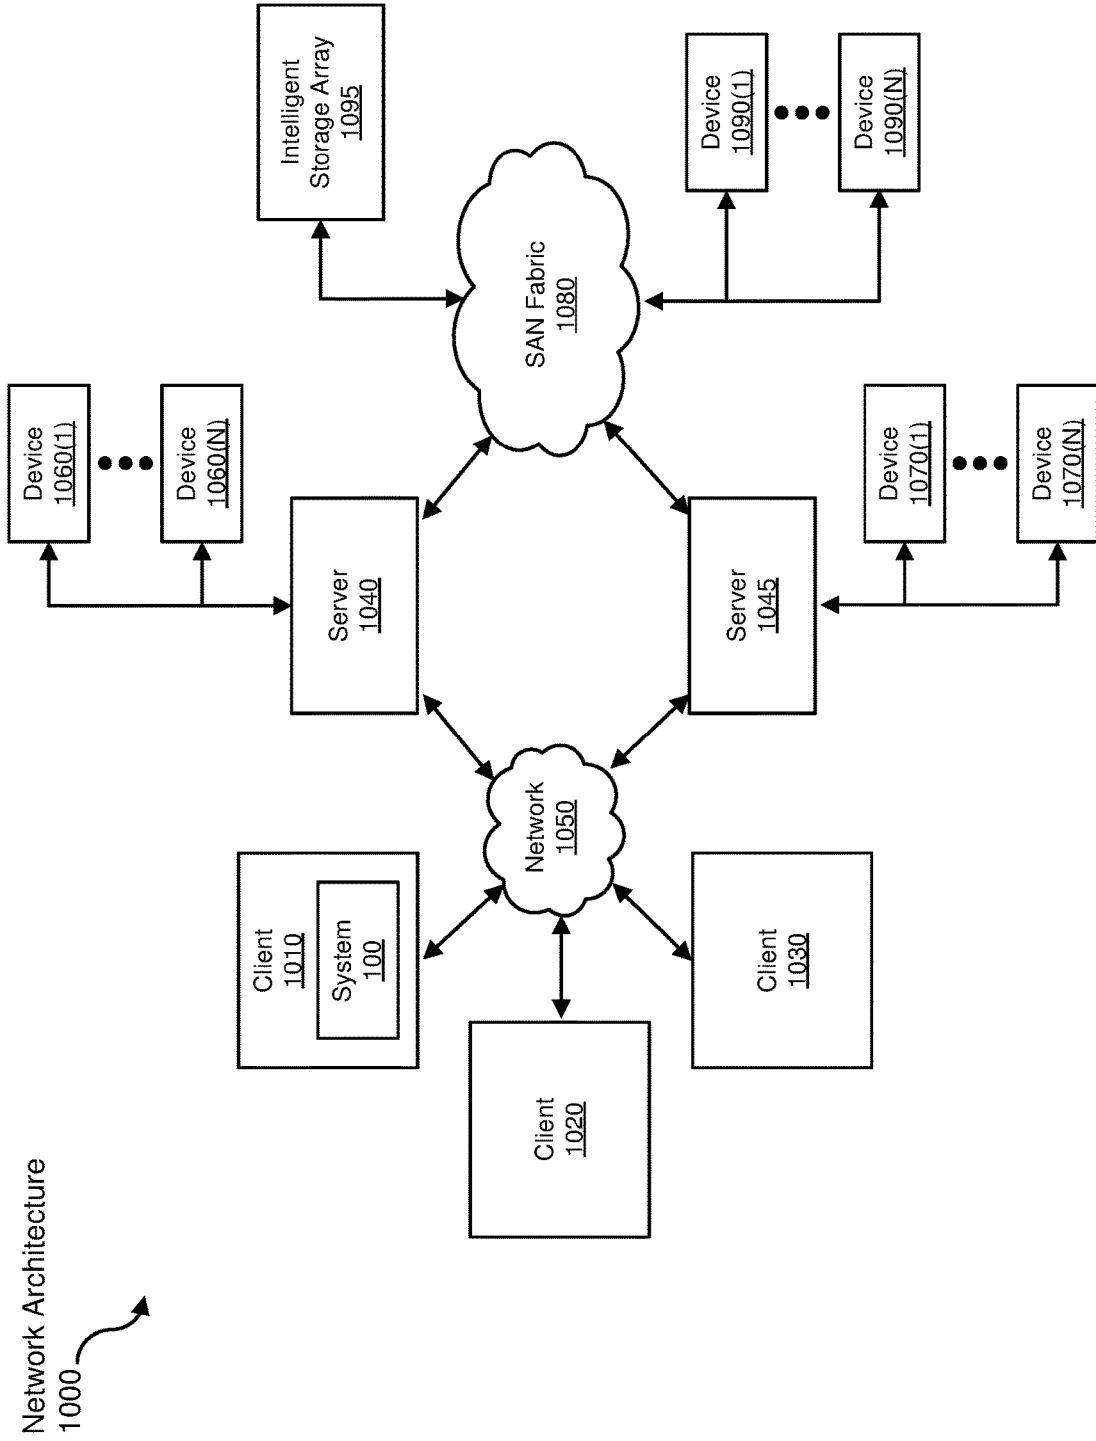 Network Architecture
1000
Client
1010
System
100
Client
1020
Client
1030
Network
1050
Server
1040
Server
1045
Device
1060(1)
Device
1060(N)
Device
1070(1)
Device
1070(N)
SAN Fabric
1080
Intelligent
Storage Array
1095
Device
1090(1)
Device
1090(N)